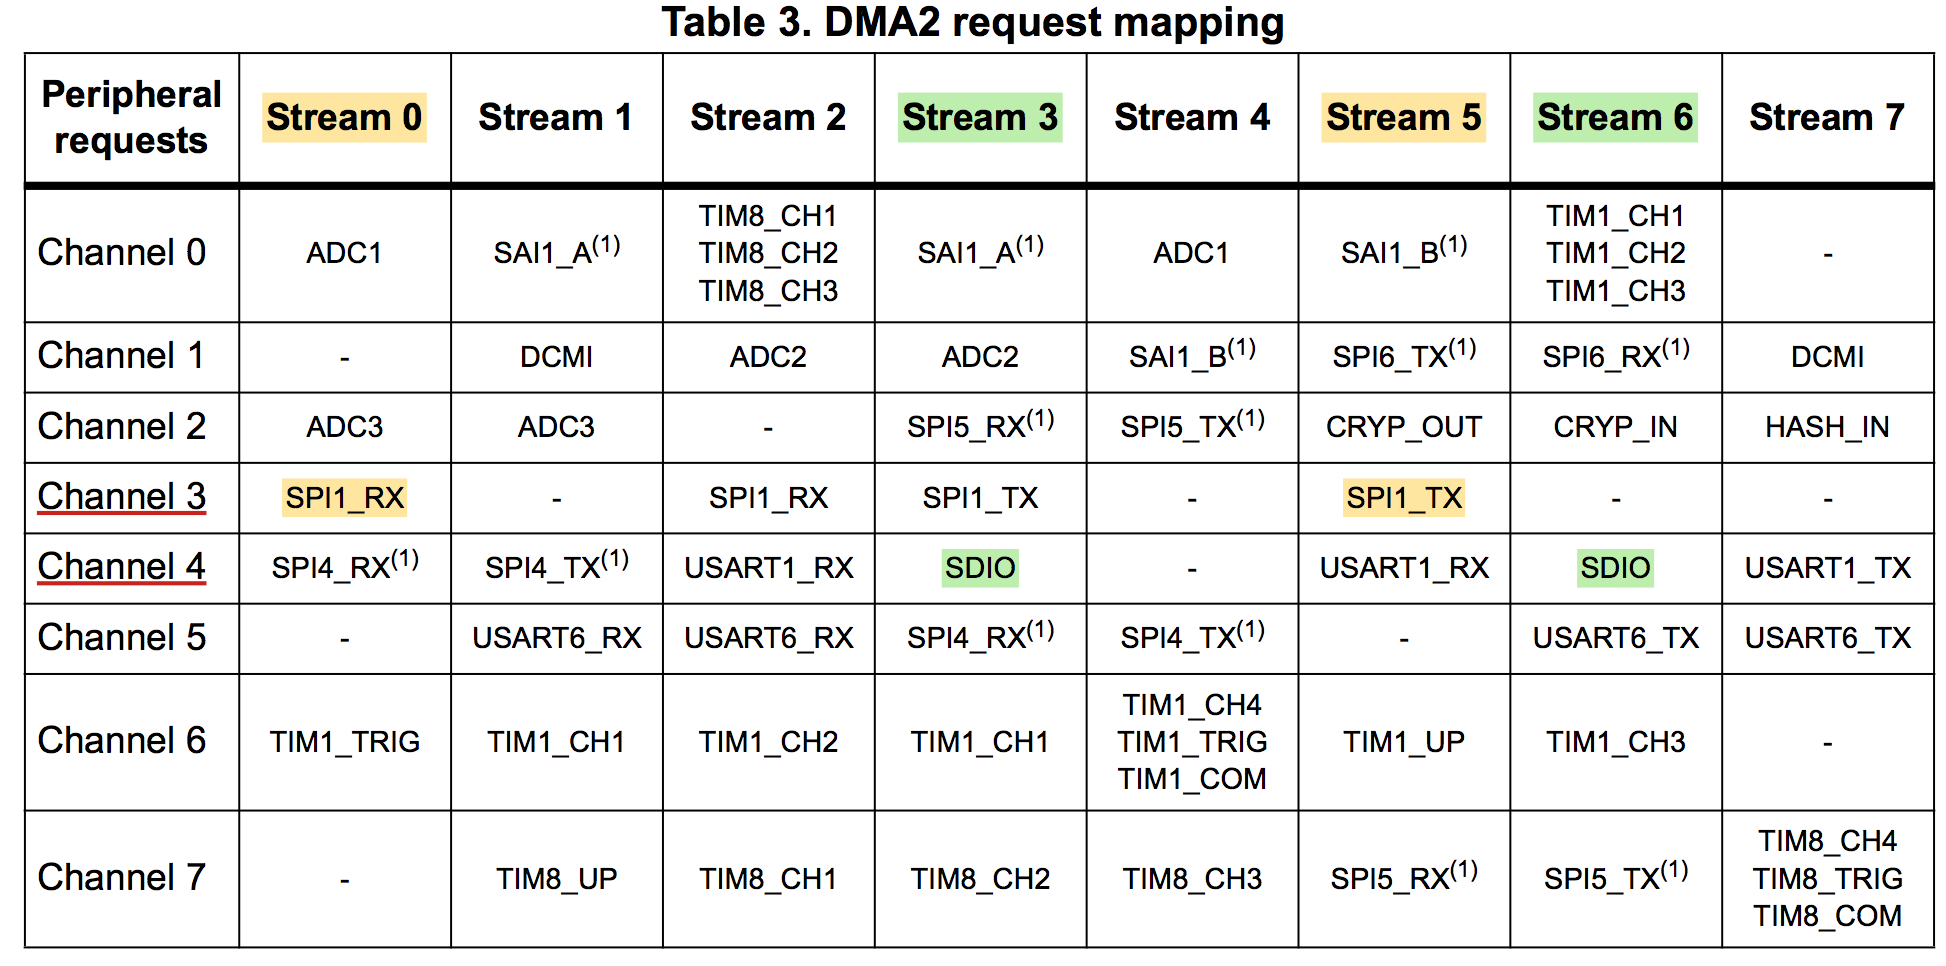 Table 3. DMA2 request mapping
Peripheral requests Stream 0 Stream 1 Stream 2 Stream 3 Stream 4 Stream 5 Stream 6 Stream 7
Channel 0 ADC1 SAI1_A(1) TIM8_CH1 TIM8_CH2 TIM8_CH3 SAI1_A(1) ADC1 SAI1_B(1) TIM1_CH1 TIM1_CH2 TIM1_CH3 -
Channel 1 - DCMI ADC2 ADC2 SAI1_B(1) SPI6_TX(1) SPI6_RX(1) DCMI
Channel 2 ADC3 ADC3 - SPI5_RX(1) SPI5_TX(1) CRYP_OUT CRYP_IN HASH_IN
Channel 3 SPI1_RX - SPI1_RX SPI1_TX - SPI1_TX - -
Channel 4 SPI4_RX(1) SPI4_TX(1) USART1_RX SDIO - USART1_RX SDIO USART1_TX
Channel 5 - USART6_RX USART6_RX SPI4_RX(1) SPI4_TX(1) - USART6_TX USART6_TX
Channel 6 TIM1_TRIG TIM1_CH1 TIM1_CH2 TIM1_CH1 TIM1_CH4 TIM1_TRIG TIM1_COM TIM1_UP TIM1_CH3 -
Channel 7 - TIM8_UP TIM8_CH1 TIM8_CH2 TIM8_CH3 SPI5_RX(1) SPI5_TX(1) TIM8_CH4 TIM8_TRIG TIM8_COM